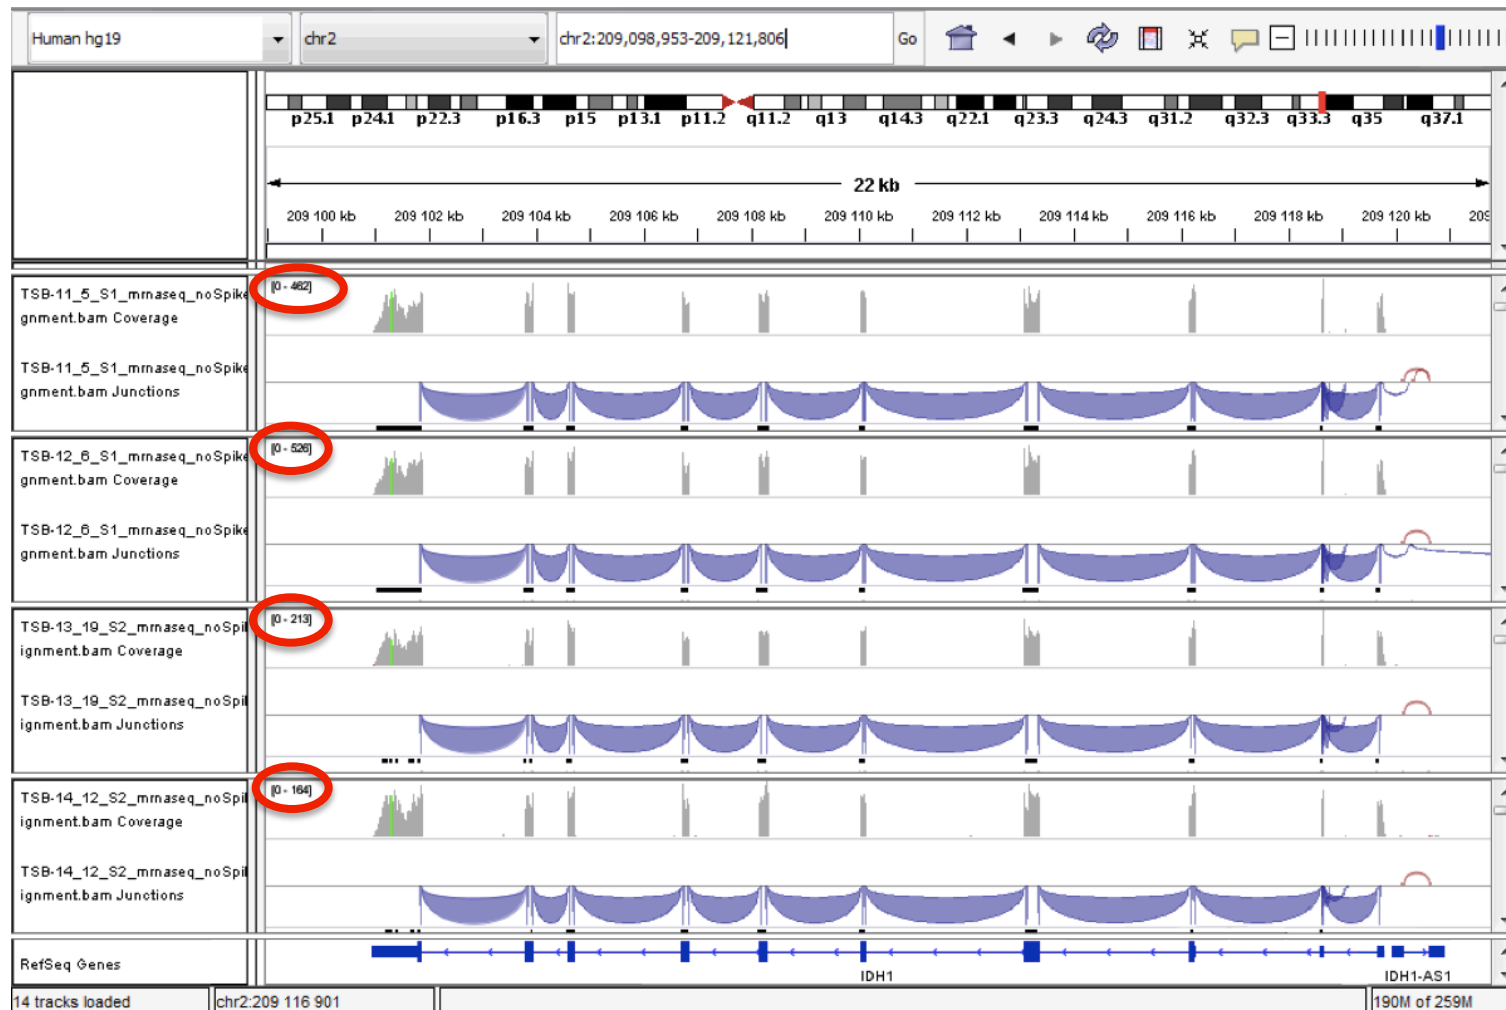 Human hg19 chr2 chr2:209,098,953-209,121,806 Go
p25.1 p24.1 p22.3 p16.3 p15 p13.1 p11.2 q11.2 q13 q14.3 q22.1 q23.3 q24.3 q31.2 q32.3 q33.3 q35 q37.1
22 kb
209 100 kb 209 102 kb 209 104 kb 209 106 kb 209 108 kb 209 110 kb 209 112 kb 209 114 kb 209 116 kb 209 118 kb 209 120 kb 209
[0 - 462]
TSB-11_5_S1_mrnaseq_noSpike
gnment.bam Coverage
TSB-11_5_S1_mrnaseq_noSpike
gnment.bam Junctions
[0 - 526]
TSB-12_6_S1_mrnaseq_noSpike
gnment.bam Coverage
TSB-12_6_S1_mrnaseq_noSpike
gnment.bam Junctions
[0 - 213]
TSB-13_19_S2_mrnaseq_noSpil
ignment.bam Coverage
TSB-13_19_S2_mrnaseq_noSpil
ignment.bam Junctions
[0 - 164]
TSB-14_12_S2_mrnaseq_noSpil
ignment.bam Coverage
TSB-14_12_S2_mrnaseq_noSpil
ignment.bam Junctions
RefSeq Genes
IDH1 IDH1-AS1
14 tracks loaded chr2:209 116 901 190M of 259M